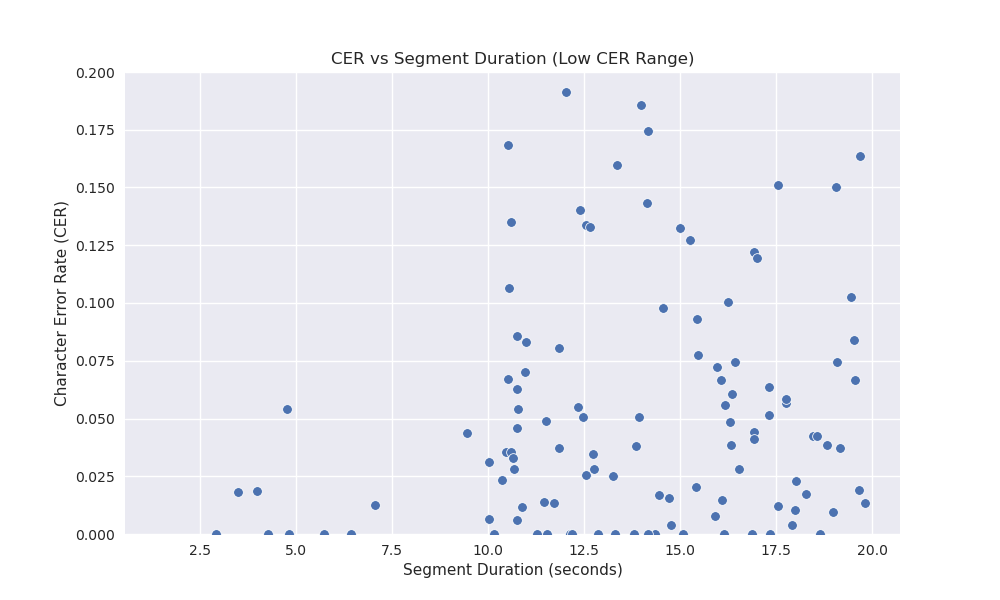 CER vs Segment Duration (Low CER Range)
Character Error Rate (CER)
0.200
0.175
0.150
0.125
0.100
0.075
0.050
0.025
0.000
2.5 5.0 7.5 10.0 12.5 15.0 17.5 20.0
Segment Duration (seconds)